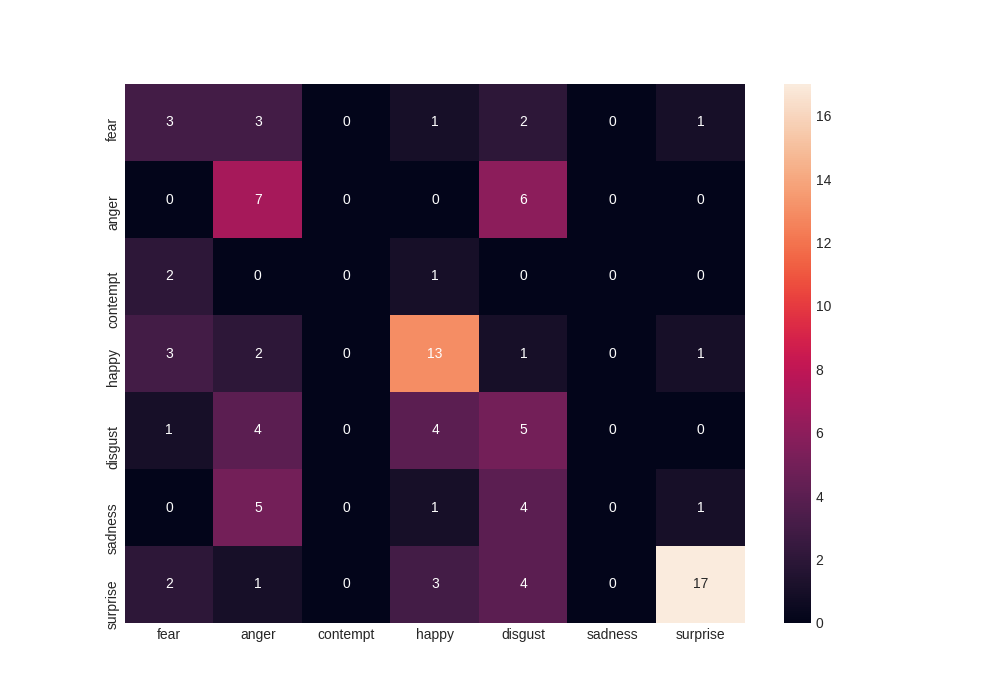 fear 3 3 0 1 2 0 1
16
14
anger 0 7 0 0 6 0 0
12
contempt 2 0 0 1 0 0 0
10
happy 3 2 0 13 1 0 1
8
disgust 1 4 0 4 5 0 0
6
sadness 0 5 0 1 4 0 1
4
surprise 2 1 0 3 4 0 17
2
0
fear anger contempt happy disgust sadness surprise